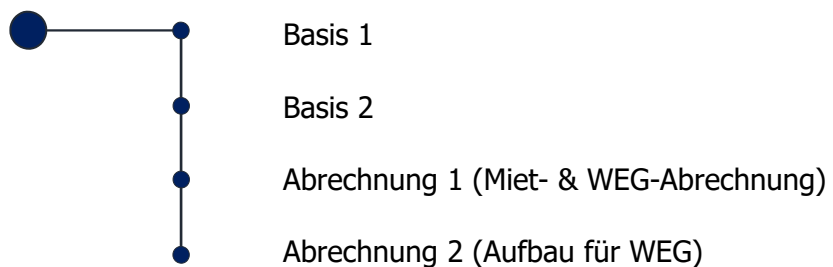 Basis 1
Basis 2
Abrechnung 1 (Miet- & WEG-Abrechnung)
Abrechnung 2 (Aufbau für WEG)